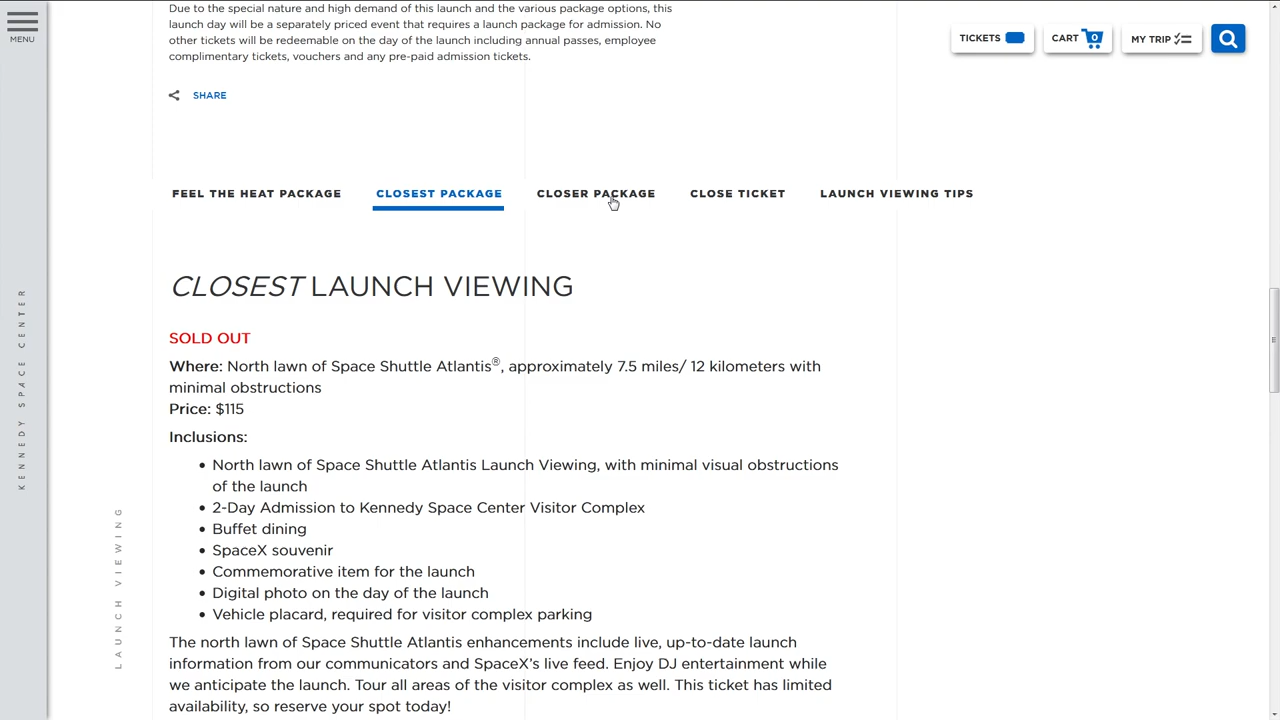 Due to the special nature and high demand of this launch and the various package options, this
launch day will be a separately priced event that requires a launch package for admission. No
other tickets will be redeemable on the day of the launch including annual passes, employee
complimentary tickets, vouchers and any pre-paid admission tickets.
MENU
TICKETS
CART 0
MY TRIP
SHARE
FEEL THE HEAT PACKAGE
CLOSEST PACKAGE
CLOSER PACKAGE
CLOSE TICKET
LAUNCH VIEWING TIPS
CLOSEST LAUNCH VIEWING
SOLD OUT
Where: North lawn of Space Shuttle Atlantis®, approximately 7.5 miles/ 12 kilometers with
minimal obstructions
Price: $115
Inclusions:
• North lawn of Space Shuttle Atlantis Launch Viewing, with minimal visual obstructions
of the launch
• 2-Day Admission to Kennedy Space Center Visitor Complex
• Buffet dining
• SpaceX souvenir
• Commemorative item for the launch
• Digital photo on the day of the launch
• Vehicle placard, required for visitor complex parking
The north lawn of Space Shuttle Atlantis enhancements include live, up-to-date launch
information from our communicators and SpaceX's live feed. Enjoy DJ entertainment while
we anticipate the launch. Tour all areas of the visitor complex as well. This ticket has limited
availability, so reserve your spot today!
KENNEDY SPACE CENTER
LAUNCH VIEWING